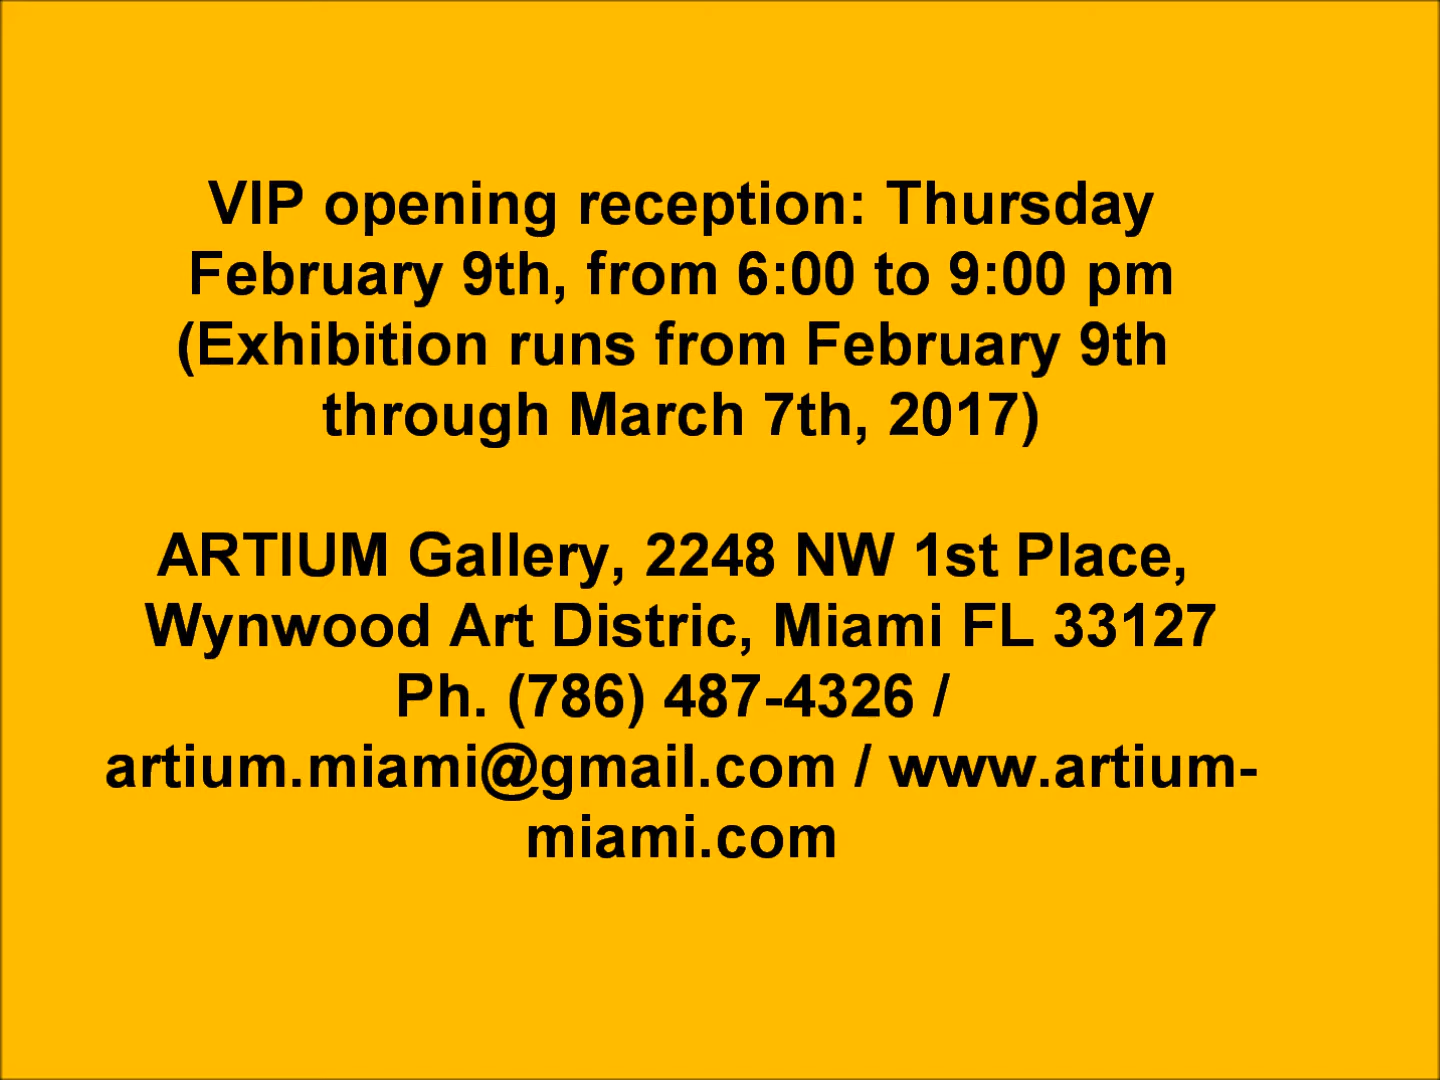 VIP opening reception: Thursday
February 9th, from 6:00 to 9:00 pm
(Exhibition runs from February 9th
through March 7th, 2017)
ARTIUM Gallery, 2248 NW 1st Place,
Wynwood Art Distric, Miami FL 33127
Ph. (786) 487-4326 /
artium.miami@gmail.com / www.artium-
miami.com